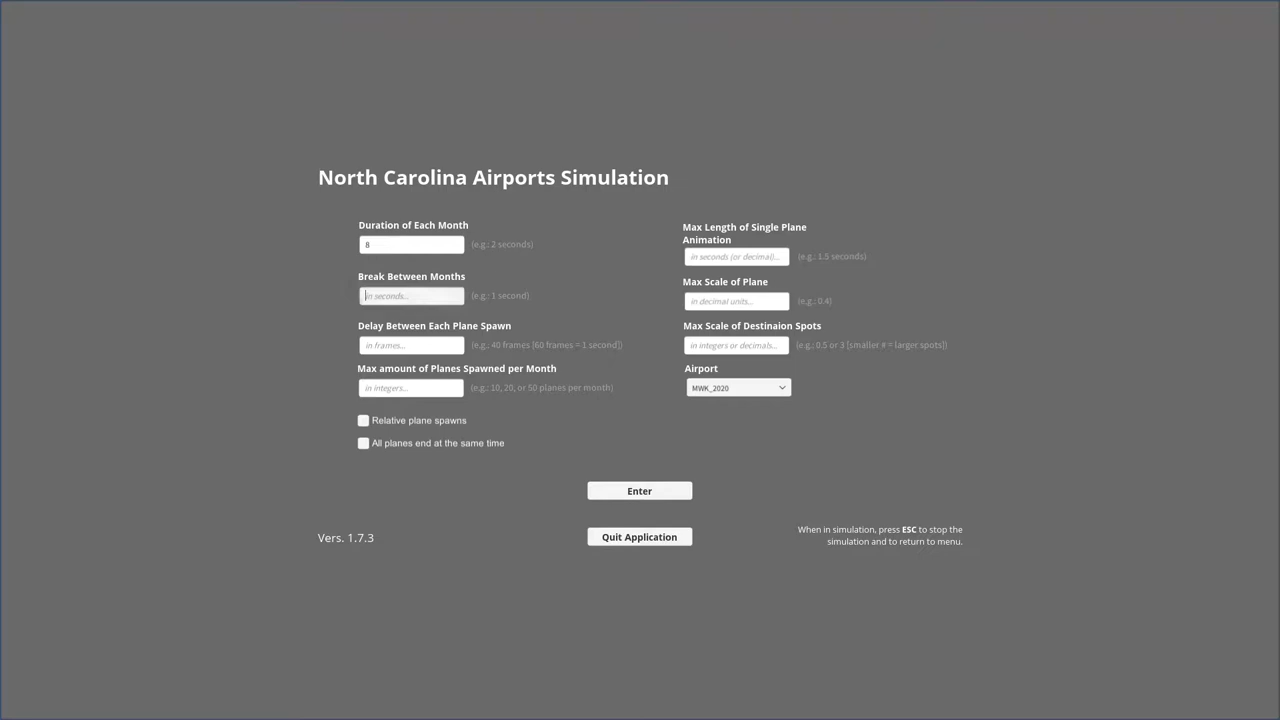 North Carolina Airports Simulation
Duration of Each Month
8 (e.g.: 2 seconds)
Break Between Months
in seconds... (e.g.: 1 second)
Delay Between Each Plane Spawn
in frames... (e.g.: 40 frames [60 frames = 1 second])
Max amount of Planes Spawned per Month
in integers... (e.g.: 10, 20, or 50 planes per month)
Relative plane spawns
All planes end at the same time
Max Length of Single Plane
Animation
in seconds (or decimal)... (e.g.: 1.5 seconds)
Max Scale of Plane
in decimal units... (e.g.: 0.4)
Max Scale of Destinaion Spots
in integers or decimals... (e.g.: 0.5 or 3 [smaller # = larger spots])
Airport
MWK_2020
Enter
Quit Application
Vers. 1.7.3
When in simulation, press ESC to stop the
simulation and to return to menu.